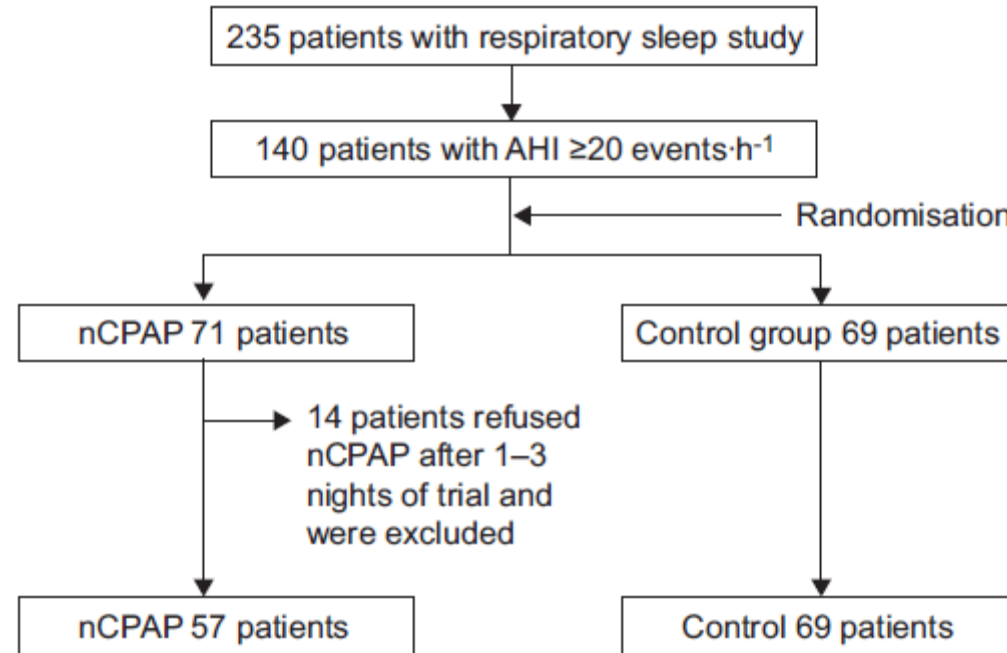 235 patients with respiratory sleep study
140 patients with AHI ≥20 events·h-1
Randomisation
nCPAP 71 patients
Control group 69 patients
14 patients refused
nCPAP after 1–3
nights of trial and
were excluded
nCPAP 57 patients
Control 69 patients